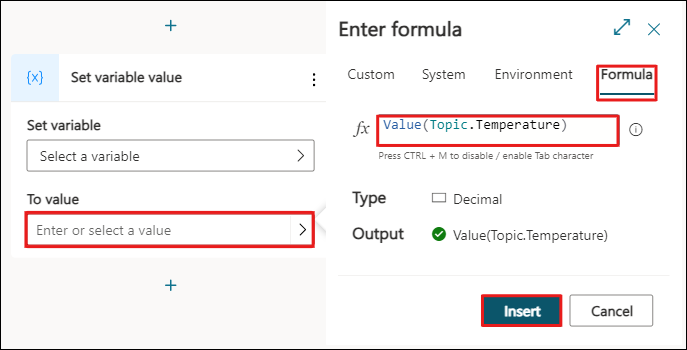 {x} Set variable value
Set variable
Select a variable
To value
Enter or select a value
Enter formula
Custom System Environment Formula
fx Value(Topic.Temperature)
Press CTRL + M to disable / enable Tab character
Type Decimal
Output Value(Topic.Temperature)
Insert Cancel